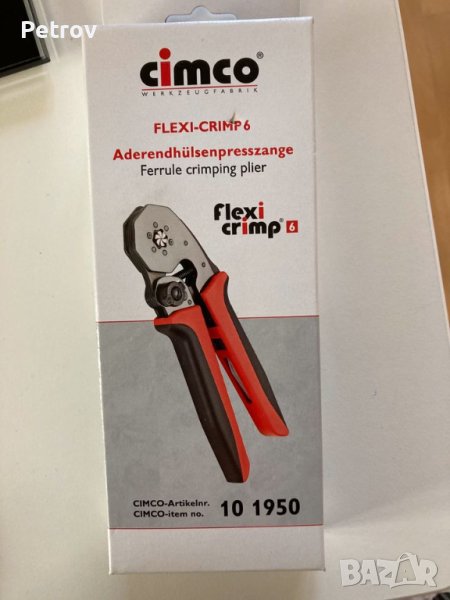 Petrov
cimco®
WERKZEUGFABRIK
FLEXI-CRIMP 6
Aderendhülsenpresszange
Ferrule crimping plier
Flexi
crimp® 6
CIMCO-Artikelnr.
CIMCO-item no. 10 1950
BAZAR